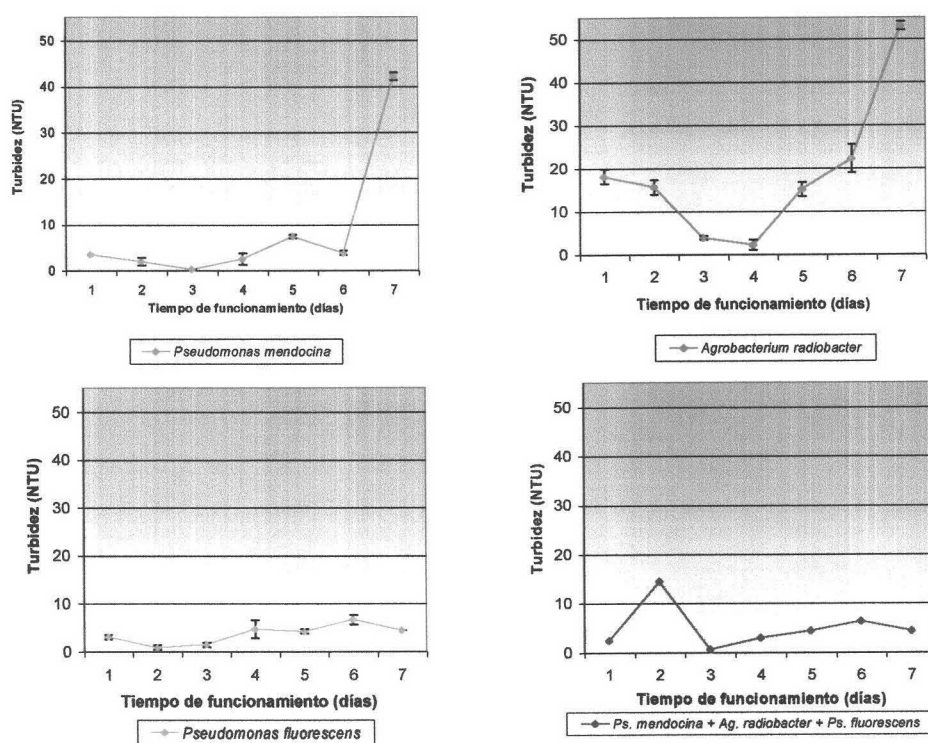 50
40
30
20
10
0
Turbidez (NTU)
1 2 3 4 5 6 7
Tiempo de funcionamiento (días)
Pseudomonas mendocina
50
40
30
20
10
0
Turbidez (NTU)
1 2 3 4 5 6 7
Tiempo de funcionamiento (días)
Agrobacterium radiobacter
50
40
30
20
10
0
Turbidez (NTU)
1 2 3 4 5 6 7
Tiempo de funcionamiento (días)
Pseudomonas fluorescens
50
40
30
20
10
0
Turbidez (NTU)
1 2 3 4 5 6 7
Tiempo de funcionamiento (días)
Ps. mendocina + Ag. radiobacter + Ps. fluorescens